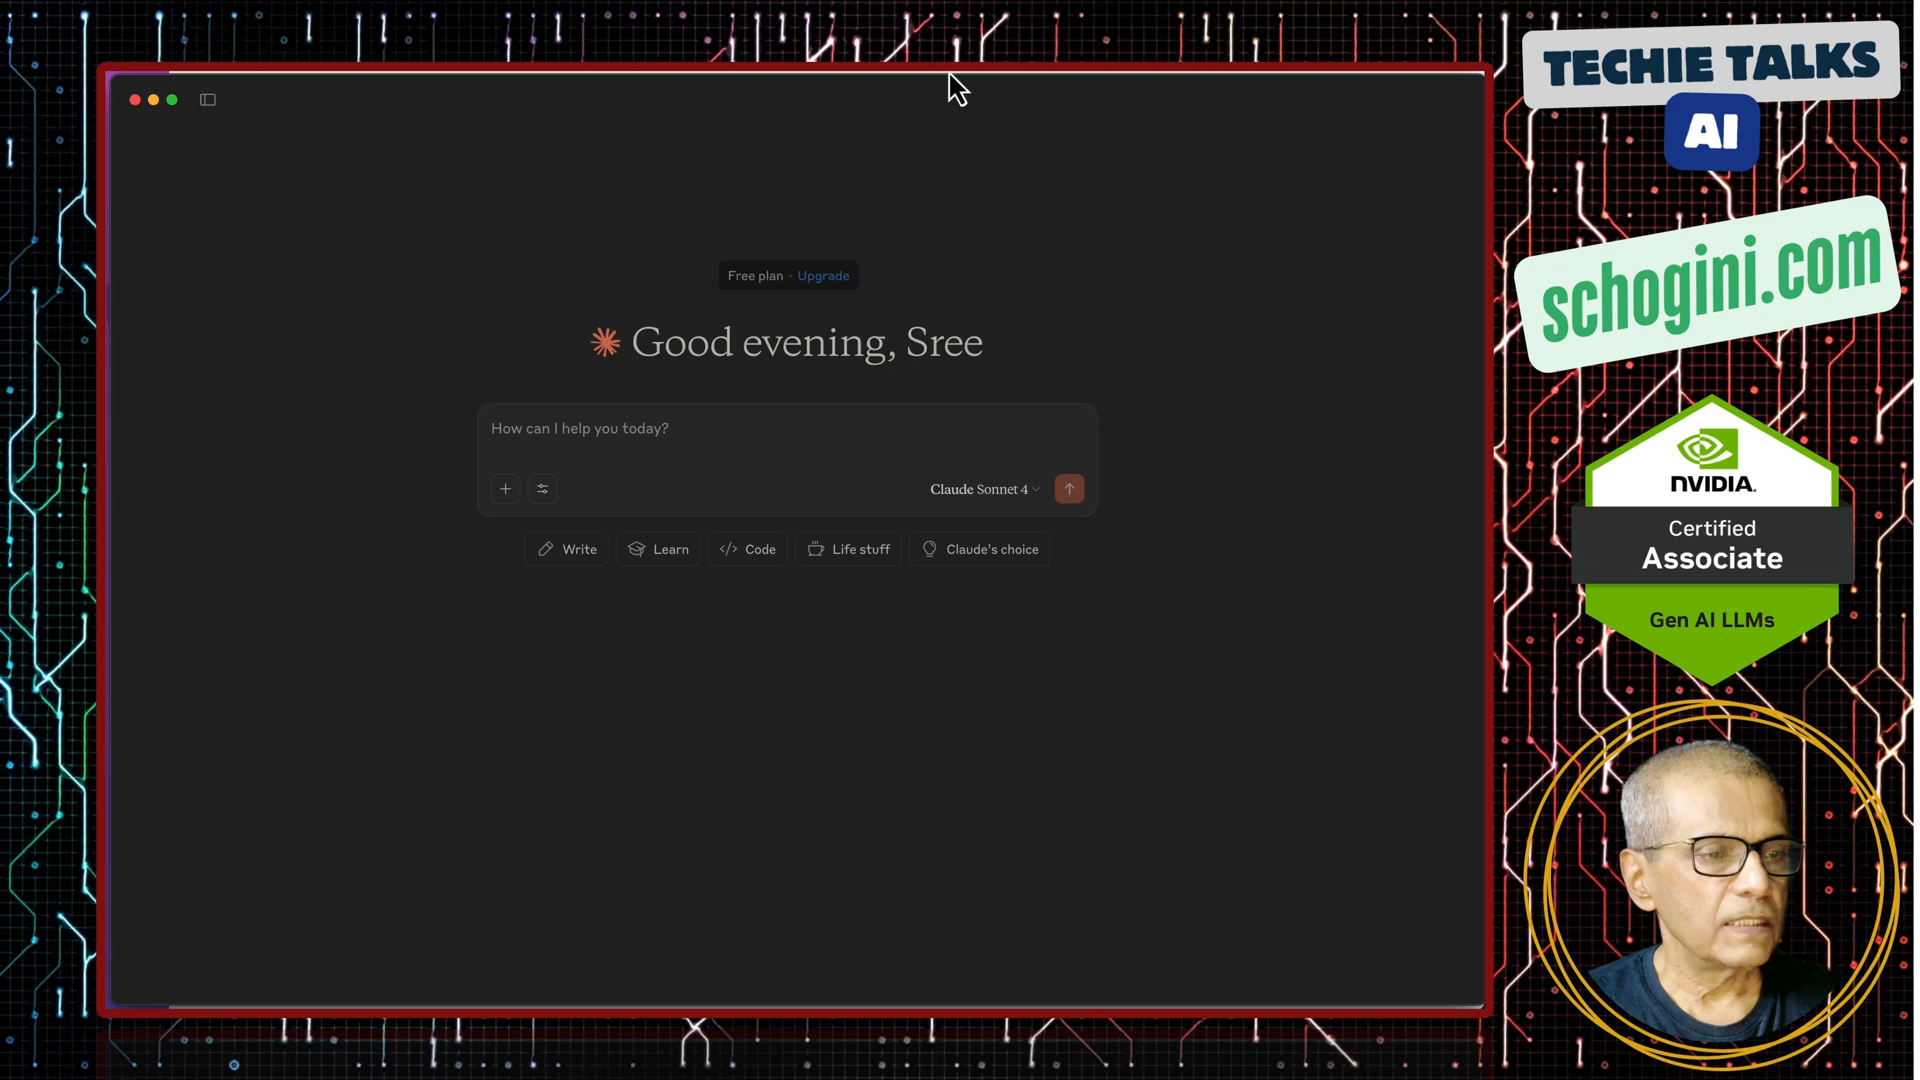 TECHIE TALKS
AI
schogini.com
Free plan · Upgrade
Good evening, Sree
How can I help you today?
Claude Sonnet 4
Write
Learn
</> Code
Life stuff
Claude's choice
NVIDIA.
Certified
Associate
Gen AI LLMs